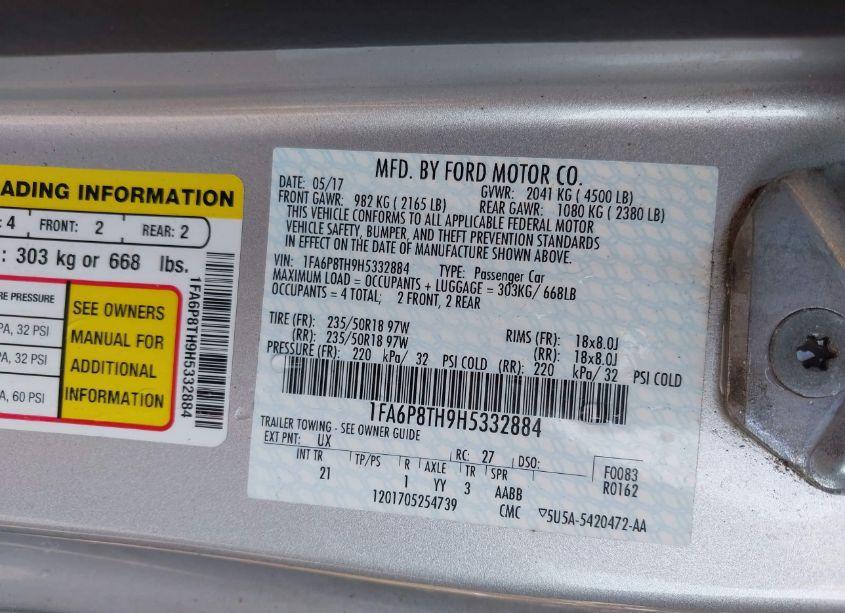 ADING INFORMATION
: 4 FRONT: 2 REAR: 2
: 303 kg or 668 lbs.
RE PRESSURE
PA, 32 PSI
PA, 32 PSI
A, 60 PSI
SEE OWNERS
MANUAL FOR
ADDITIONAL
INFORMATION
1FA6P8TH9H5332884
MFD. BY FORD MOTOR CO.
DATE: 05/17 GVWR: 2041 KG ( 4500 LB)
FRONT GAWR: 982 KG ( 2165 LB) REAR GAWR: 1080 KG ( 2380 LB)
THIS VEHICLE CONFORMS TO ALL APPLICABLE FEDERAL MOTOR
VEHICLE SAFETY, BUMPER, AND THEFT PREVENTION STANDARDS
IN EFFECT ON THE DATE OF MANUFACTURE SHOWN ABOVE.
VIN: 1FA6P8TH9H5332884 TYPE: Passenger Car
MAXIMUM LOAD = OCCUPANTS + LUGGAGE = 303KG/ 668LB
OCCUPANTS = 4 TOTAL; 2 FRONT, 2 REAR
TIRE (FR): 235/50R18 97W RIMS (FR): 18x8.0J
(RR): 235/50R18 97W (RR): 18x8.0J
PRESSURE (FR): 220 kPa/ 32 PSI COLD (RR): 220 kPa/ 32 PSI COLD
1FA6P8TH9H5332884
TRAILER TOWING - SEE OWNER GUIDE
EXT PNT: UX RC: 27 DSO: F0083
INT TR TP/PS R AXLE TR SPR R0162
21 1 YY 3 AABB
1201705254739 CMC ▽5U5A-5420472-AA